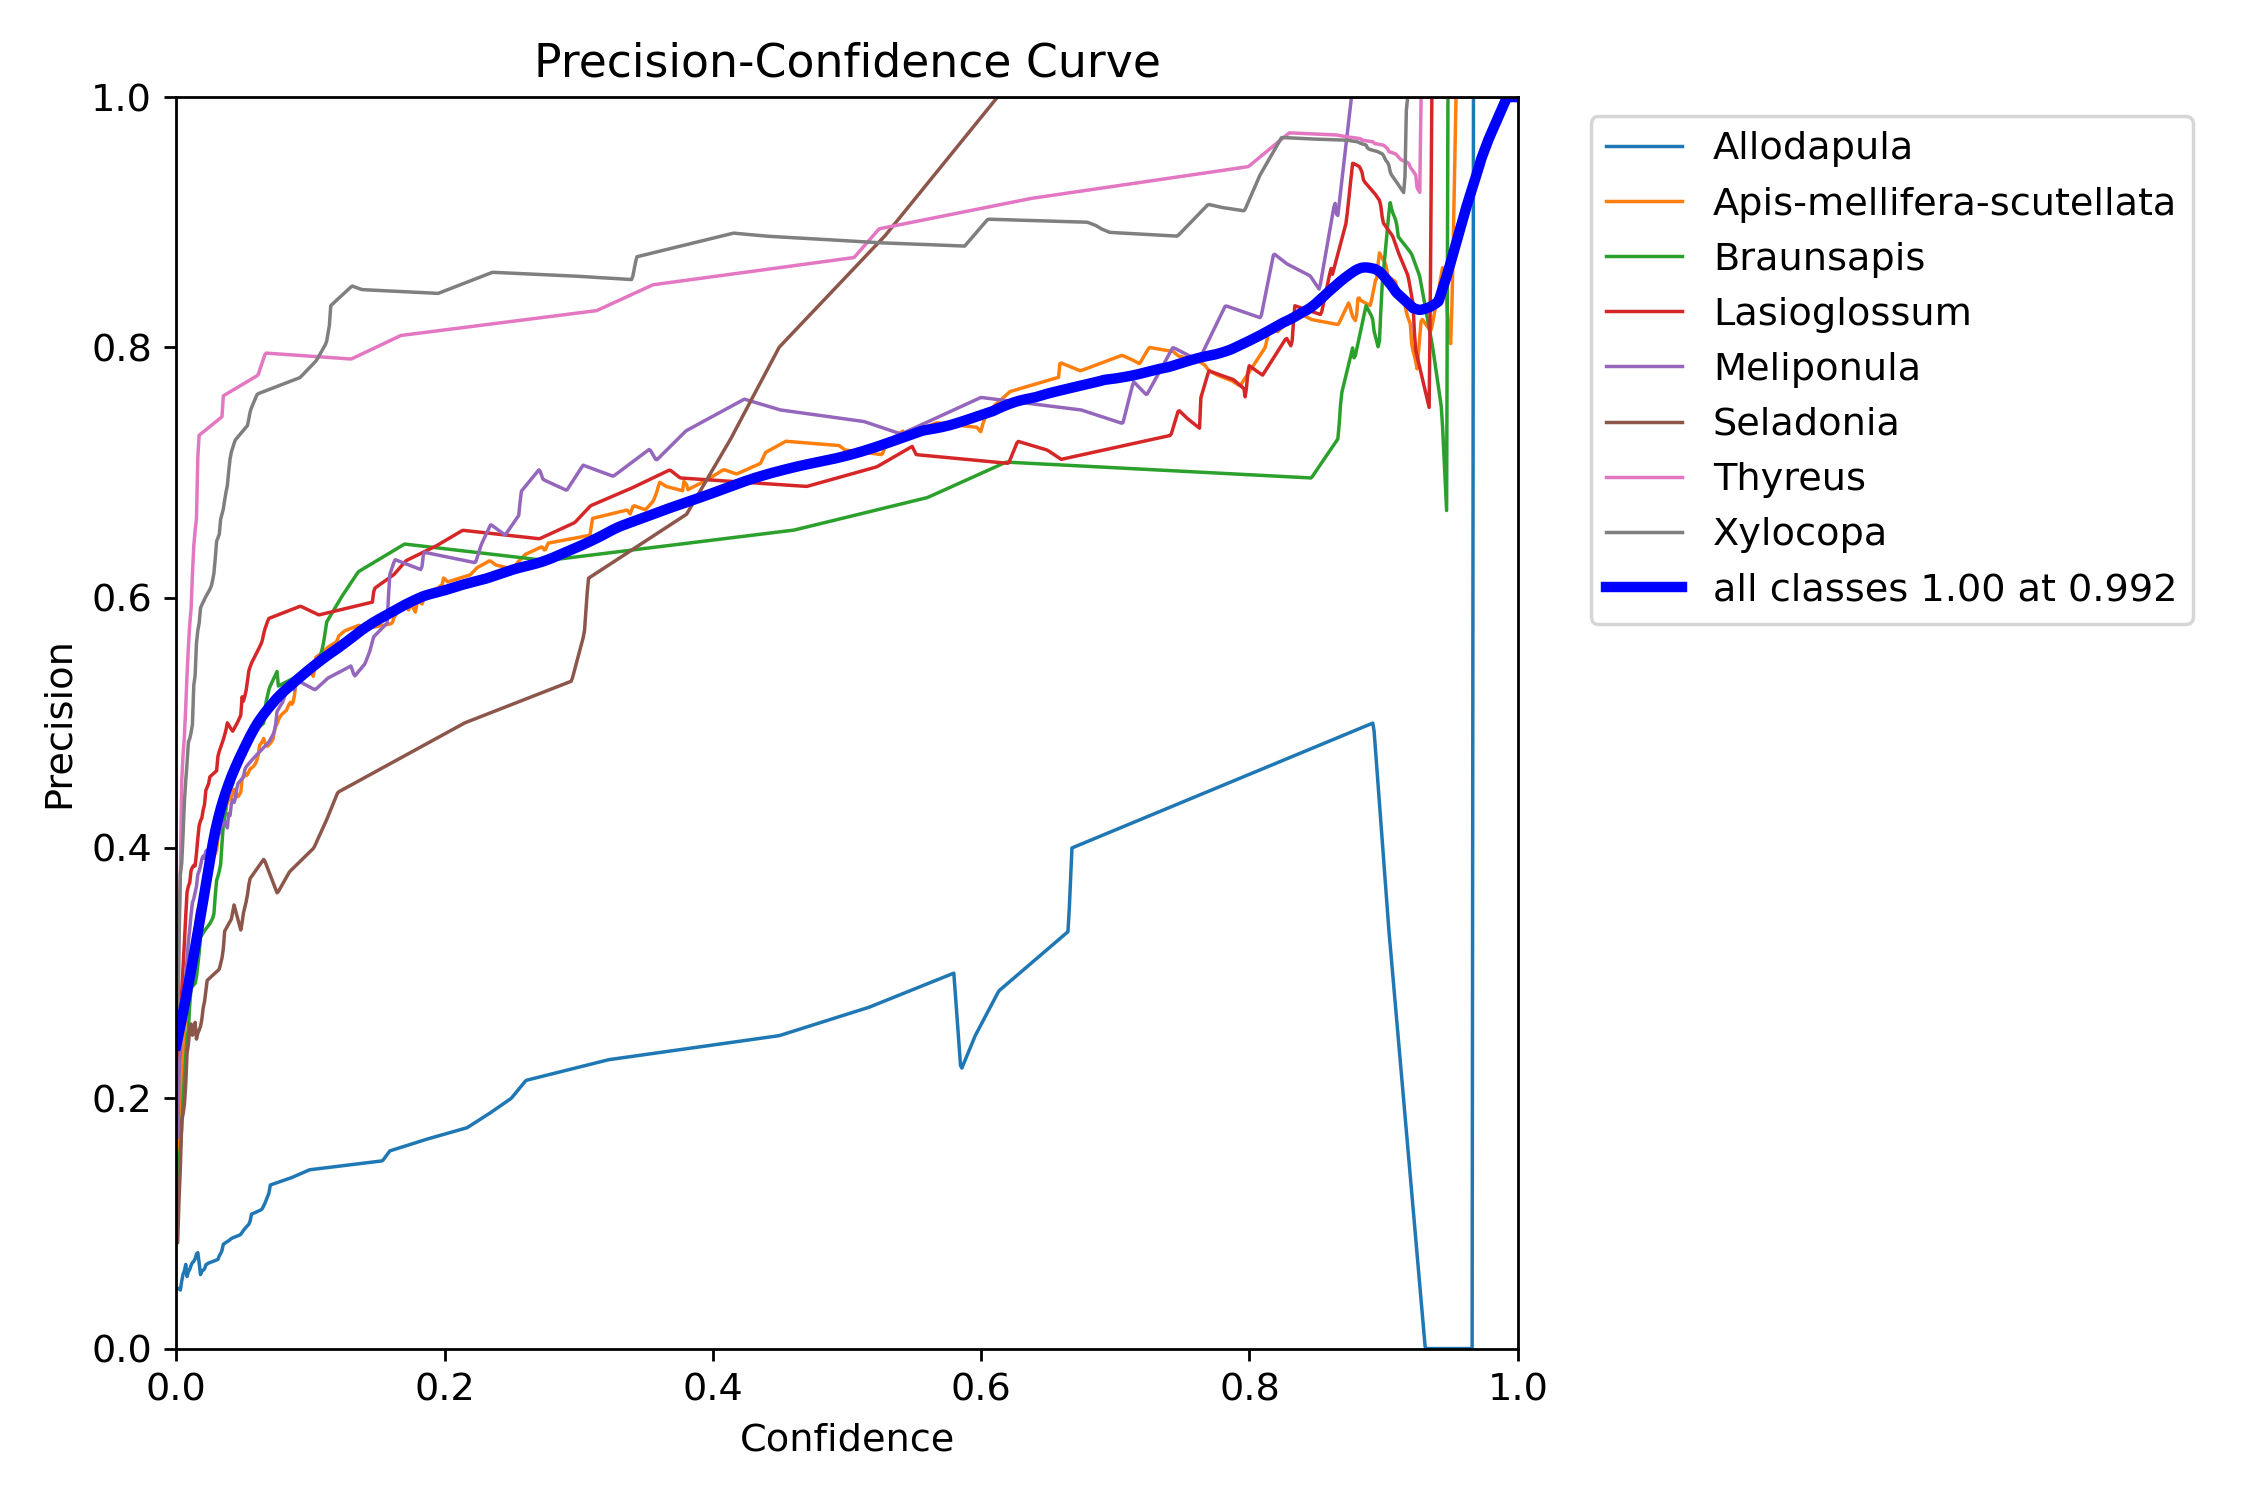 Precision-Confidence Curve
1.0
0.8
0.6
0.4
0.2
0.0
Precision
0.0 0.2 0.4 0.6 0.8 1.0
Confidence
Allodapula
Apis-mellifera-scutellata
Braunsapis
Lasioglossum
Meliponula
Seladonia
Thyreus
Xylocopa
all classes 1.00 at 0.992